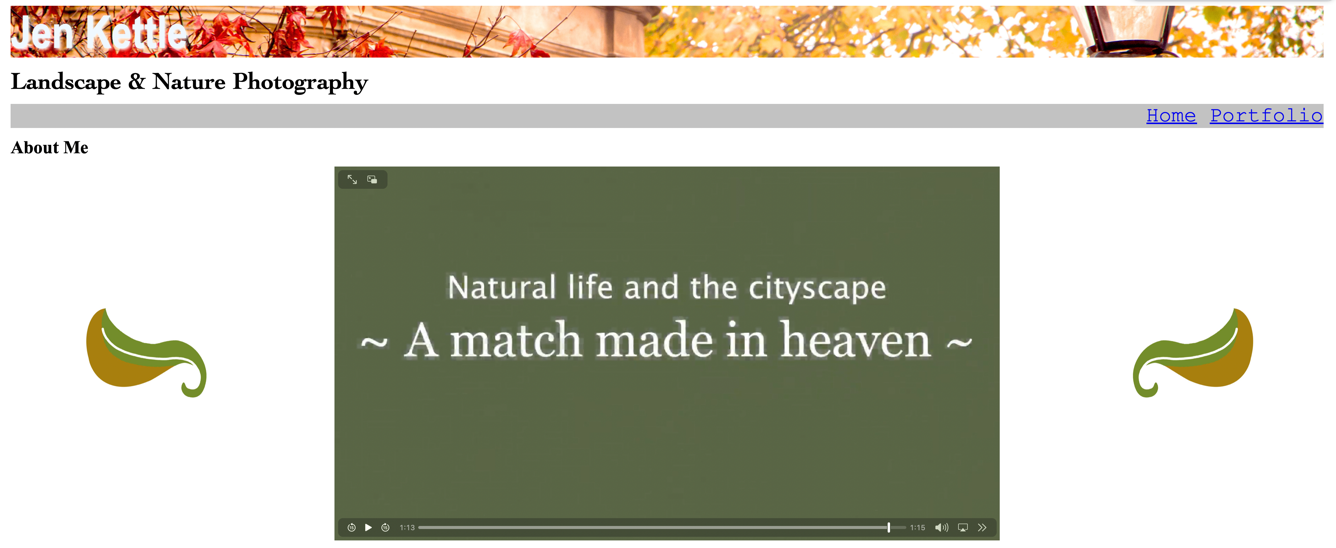 Jen Kettle
Landscape & Nature Photography
Home Portfolio
About Me
Natural life and the cityscape
~ A match made in heaven ~
1:13
1:15